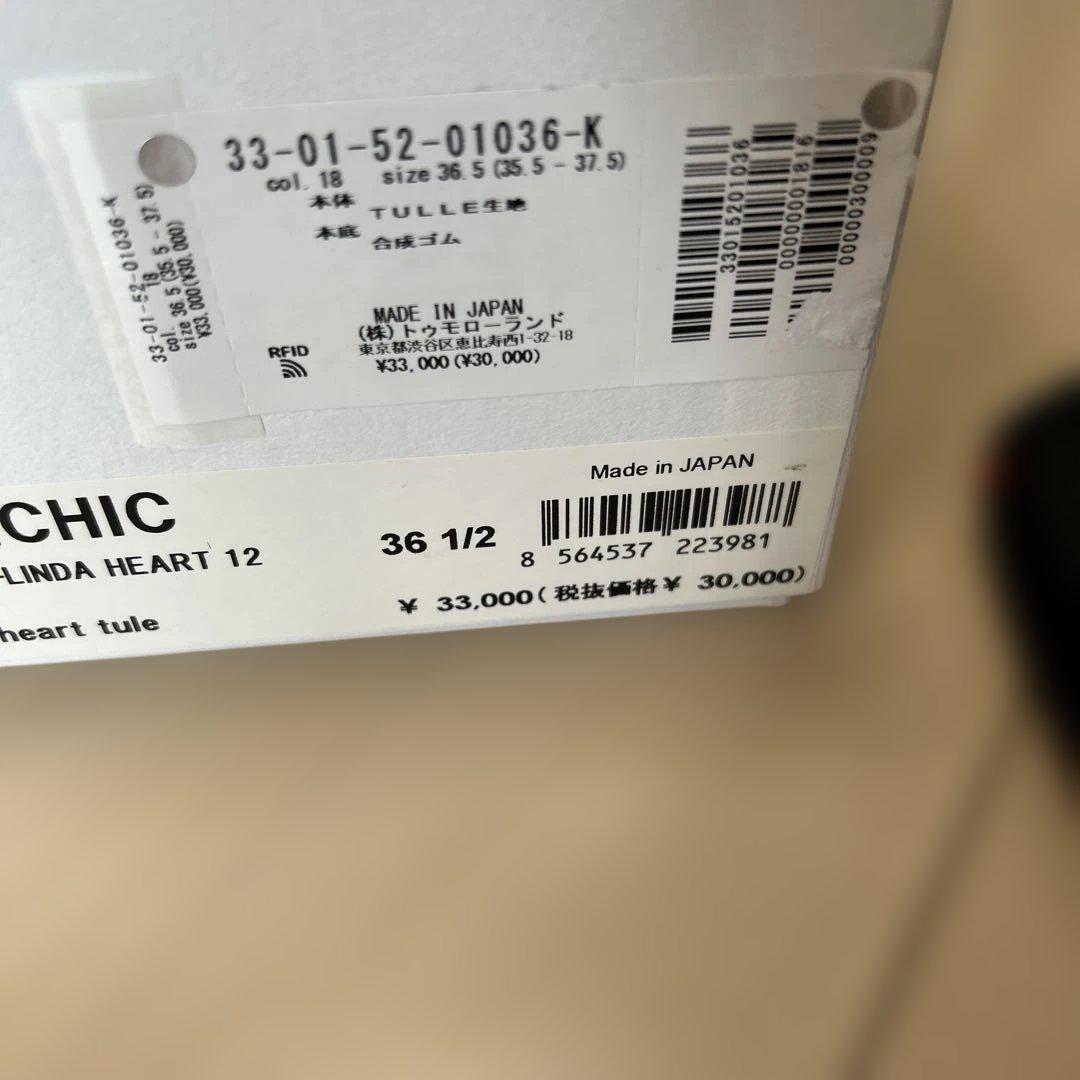 33-01-52-01036-K
col. 18 size 36.5 (35.5 - 37.5)
本体 TULLE生地
本底 合成ゴム
MADE IN JAPAN
(株)トゥモローランド
東京都渋谷区恵比寿西1-32-18
¥33,000(¥30,000)
RFID
33-01-52-01036-K
col. 18
size 36.5 (35.5 - 37.5)
¥33,000(¥30,000)
33015201036
0000001816
0000030009
CHIC
-LINDA HEART 12
heart tule
36 1/2
Made in JAPAN
8 564537 223981
¥ 33,000(税抜価格¥ 30,000)